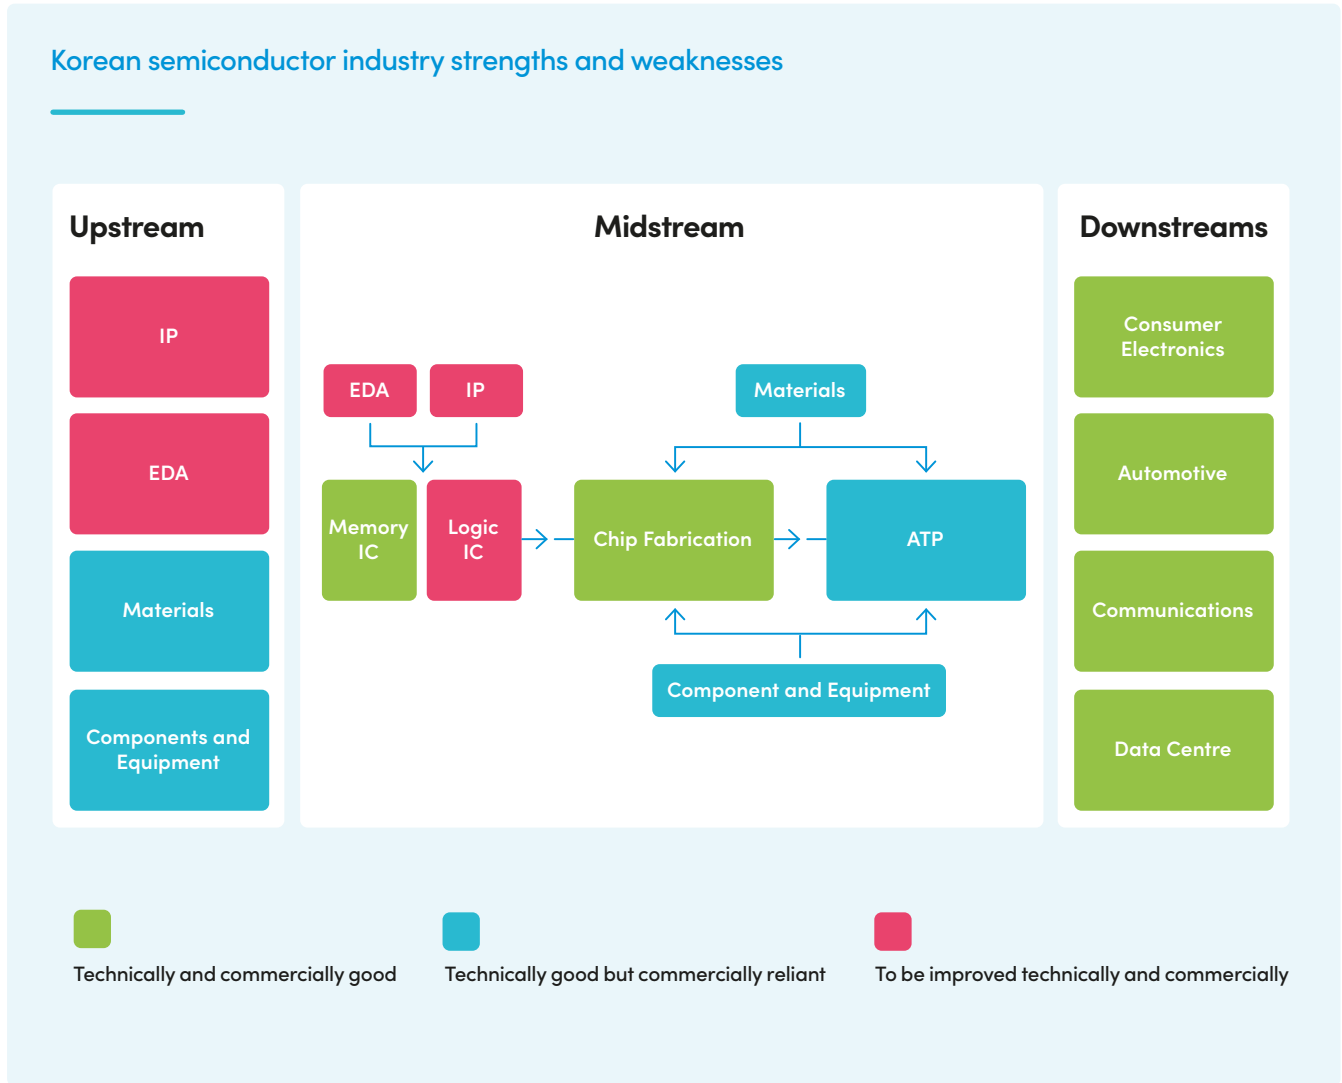 Korean semiconductor industry strengths and weaknesses
Upstream
IP
EDA
Materials
Components and
Equipment
Midstream
EDA
IP
Materials
Memory
IC
Logic
IC
Chip Fabrication
ATP
Component and Equipment
Downstreams
Consumer
Electronics
Automotive
Communications
Data Centre
Technically and commercially good
Technically good but commercially reliant
To be improved technically and commercially